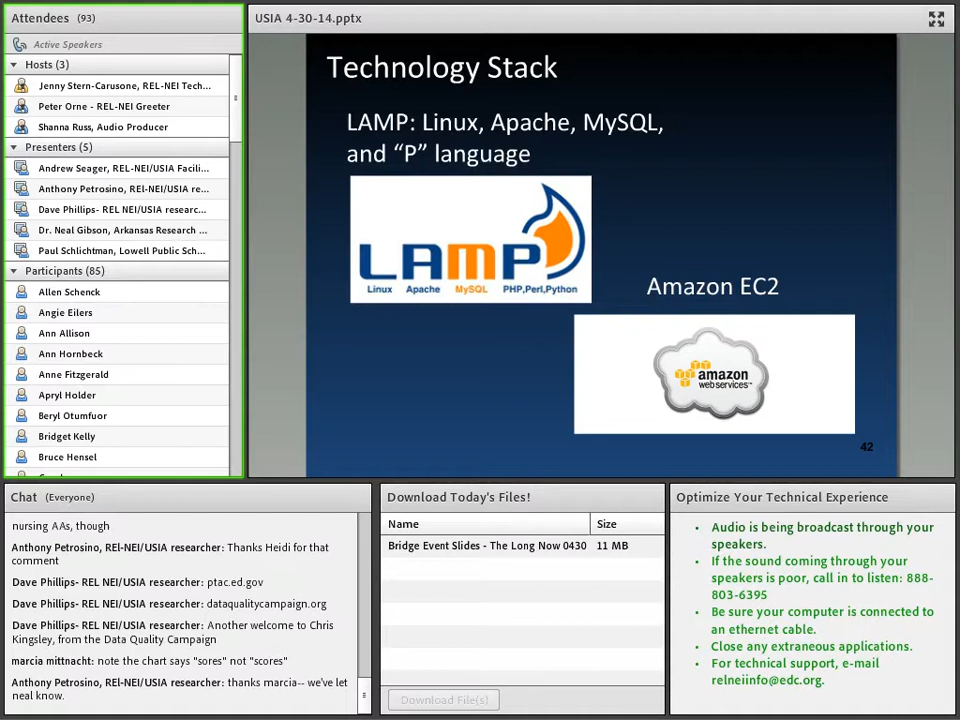 Attendees (93)
Active Speakers
Hosts (3)
Jenny Stern-Carusone, REL-NEI Tech...
Peter Orne - REL-NEI Greeter
Shanna Russ, Audio Producer
Presenters (5)
Andrew Seager, REL-NEI/USIA Facili...
Anthony Petrosino, REl-NEI/USIA re...
Dave Phillips- REL NEI/USIA researc...
Dr. Neal Gibson, Arkansas Research ...
Paul Schlichtman, Lowell Public Sch...
Participants (85)
Allen Schenck
Angie Eilers
Ann Allison
Ann Hornbeck
Anne Fitzgerald
Apryl Holder
Beryl Otumfuor
Bridget Kelly
Bruce Hensel
USIA 4-30-14.pptx
Technology Stack
LAMP: Linux, Apache, MySQL,
and “P” language
LAMP
Linux Apache MySQL PHP,Perl,Python
Amazon EC2
amazon
webservices™
42
Chat (Everyone)
nursing AAs, though
Anthony Petrosino, REl-NEI/USIA researcher: Thanks Heidi for that
comment
Dave Phillips- REL NEI/USIA researcher: ptac.ed.gov
Dave Phillips- REL NEI/USIA researcher: dataqualitycampaign.org
Dave Phillips- REL NEI/USIA researcher: Another welcome to Chris
Kingsley, from the Data Quality Campaign
marcia mittnacht: note the chart says "sores" not "scores"
Anthony Petrosino, REl-NEI/USIA researcher: thanks marcia-- we've let
neal know.
Download Today's Files!
Name Size
Bridge Event Slides - The Long Now 0430 11 MB
Download File(s)
Optimize Your Technical Experience
• Audio is being broadcast through your
speakers.
• If the sound coming through your
speakers is poor, call in to listen: 888-
803-6395
• Be sure your computer is connected to
an ethernet cable.
• Close any extraneous applications.
• For technical support, e-mail
relneiinfo@edc.org.